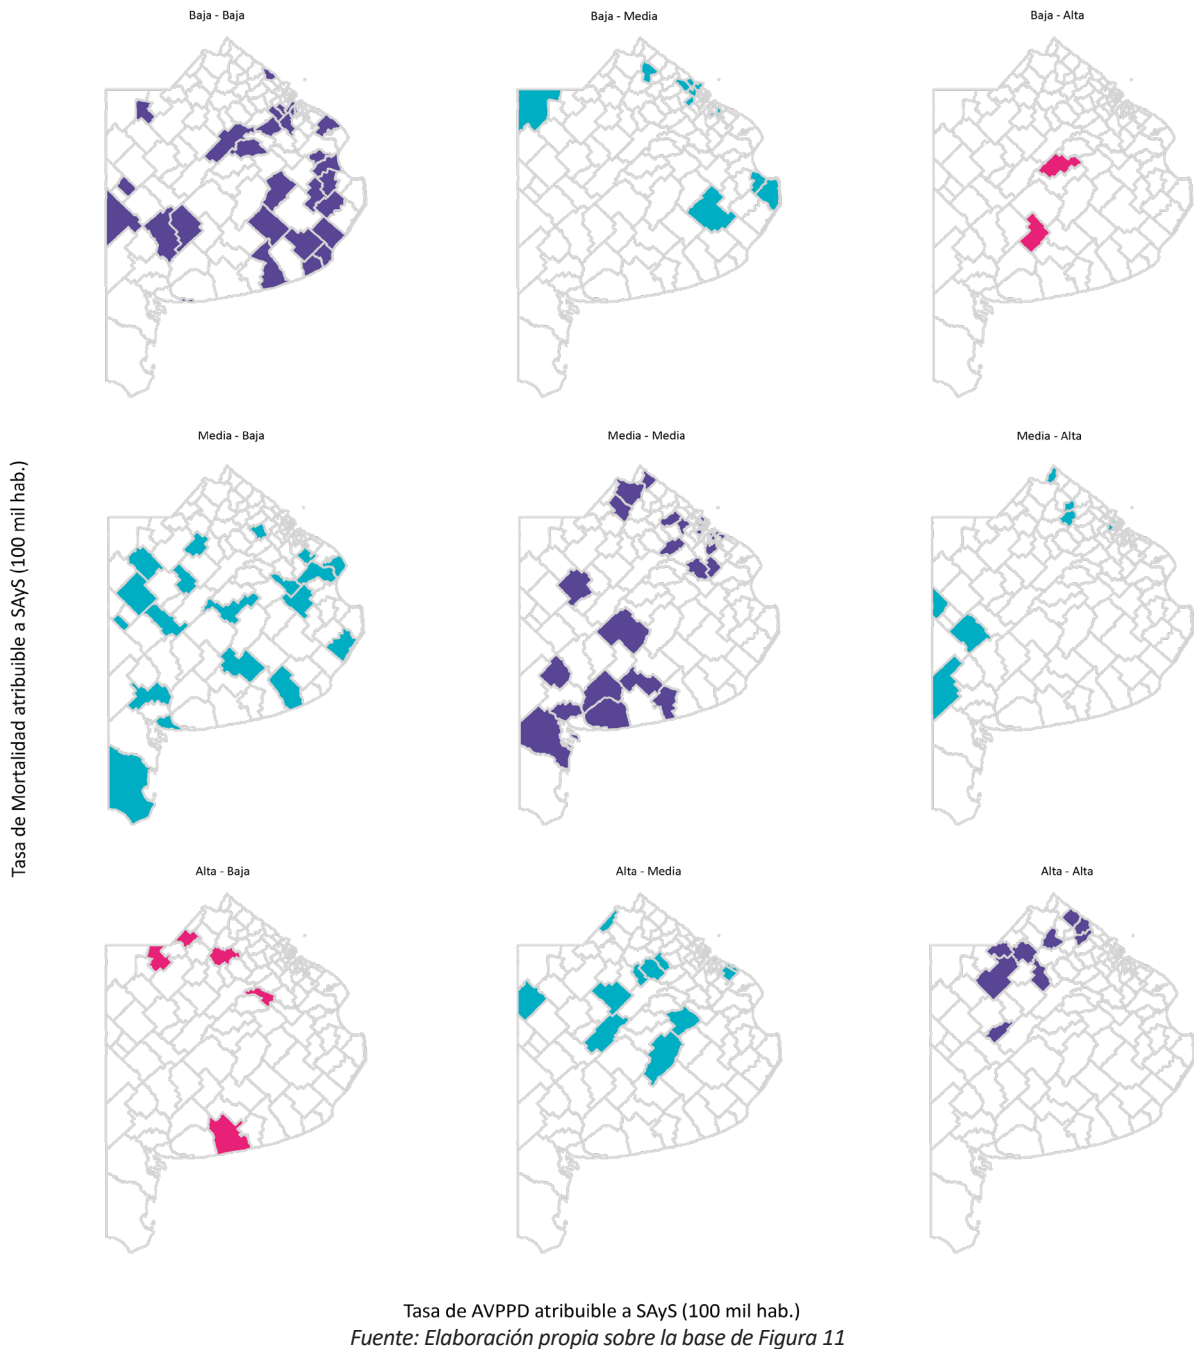 Baja - Baja
Baja - Media
Baja - Alta
Media - Baja
Media - Media
Media - Alta
Tasa de Mortalidad atribuible a SAyS (100 mil hab.)
Alta - Baja
Alta - Media
Alta - Alta
Tasa de AVPPD atribuible a SAyS (100 mil hab.)
Fuente: Elaboración propia sobre la base de Figura 11